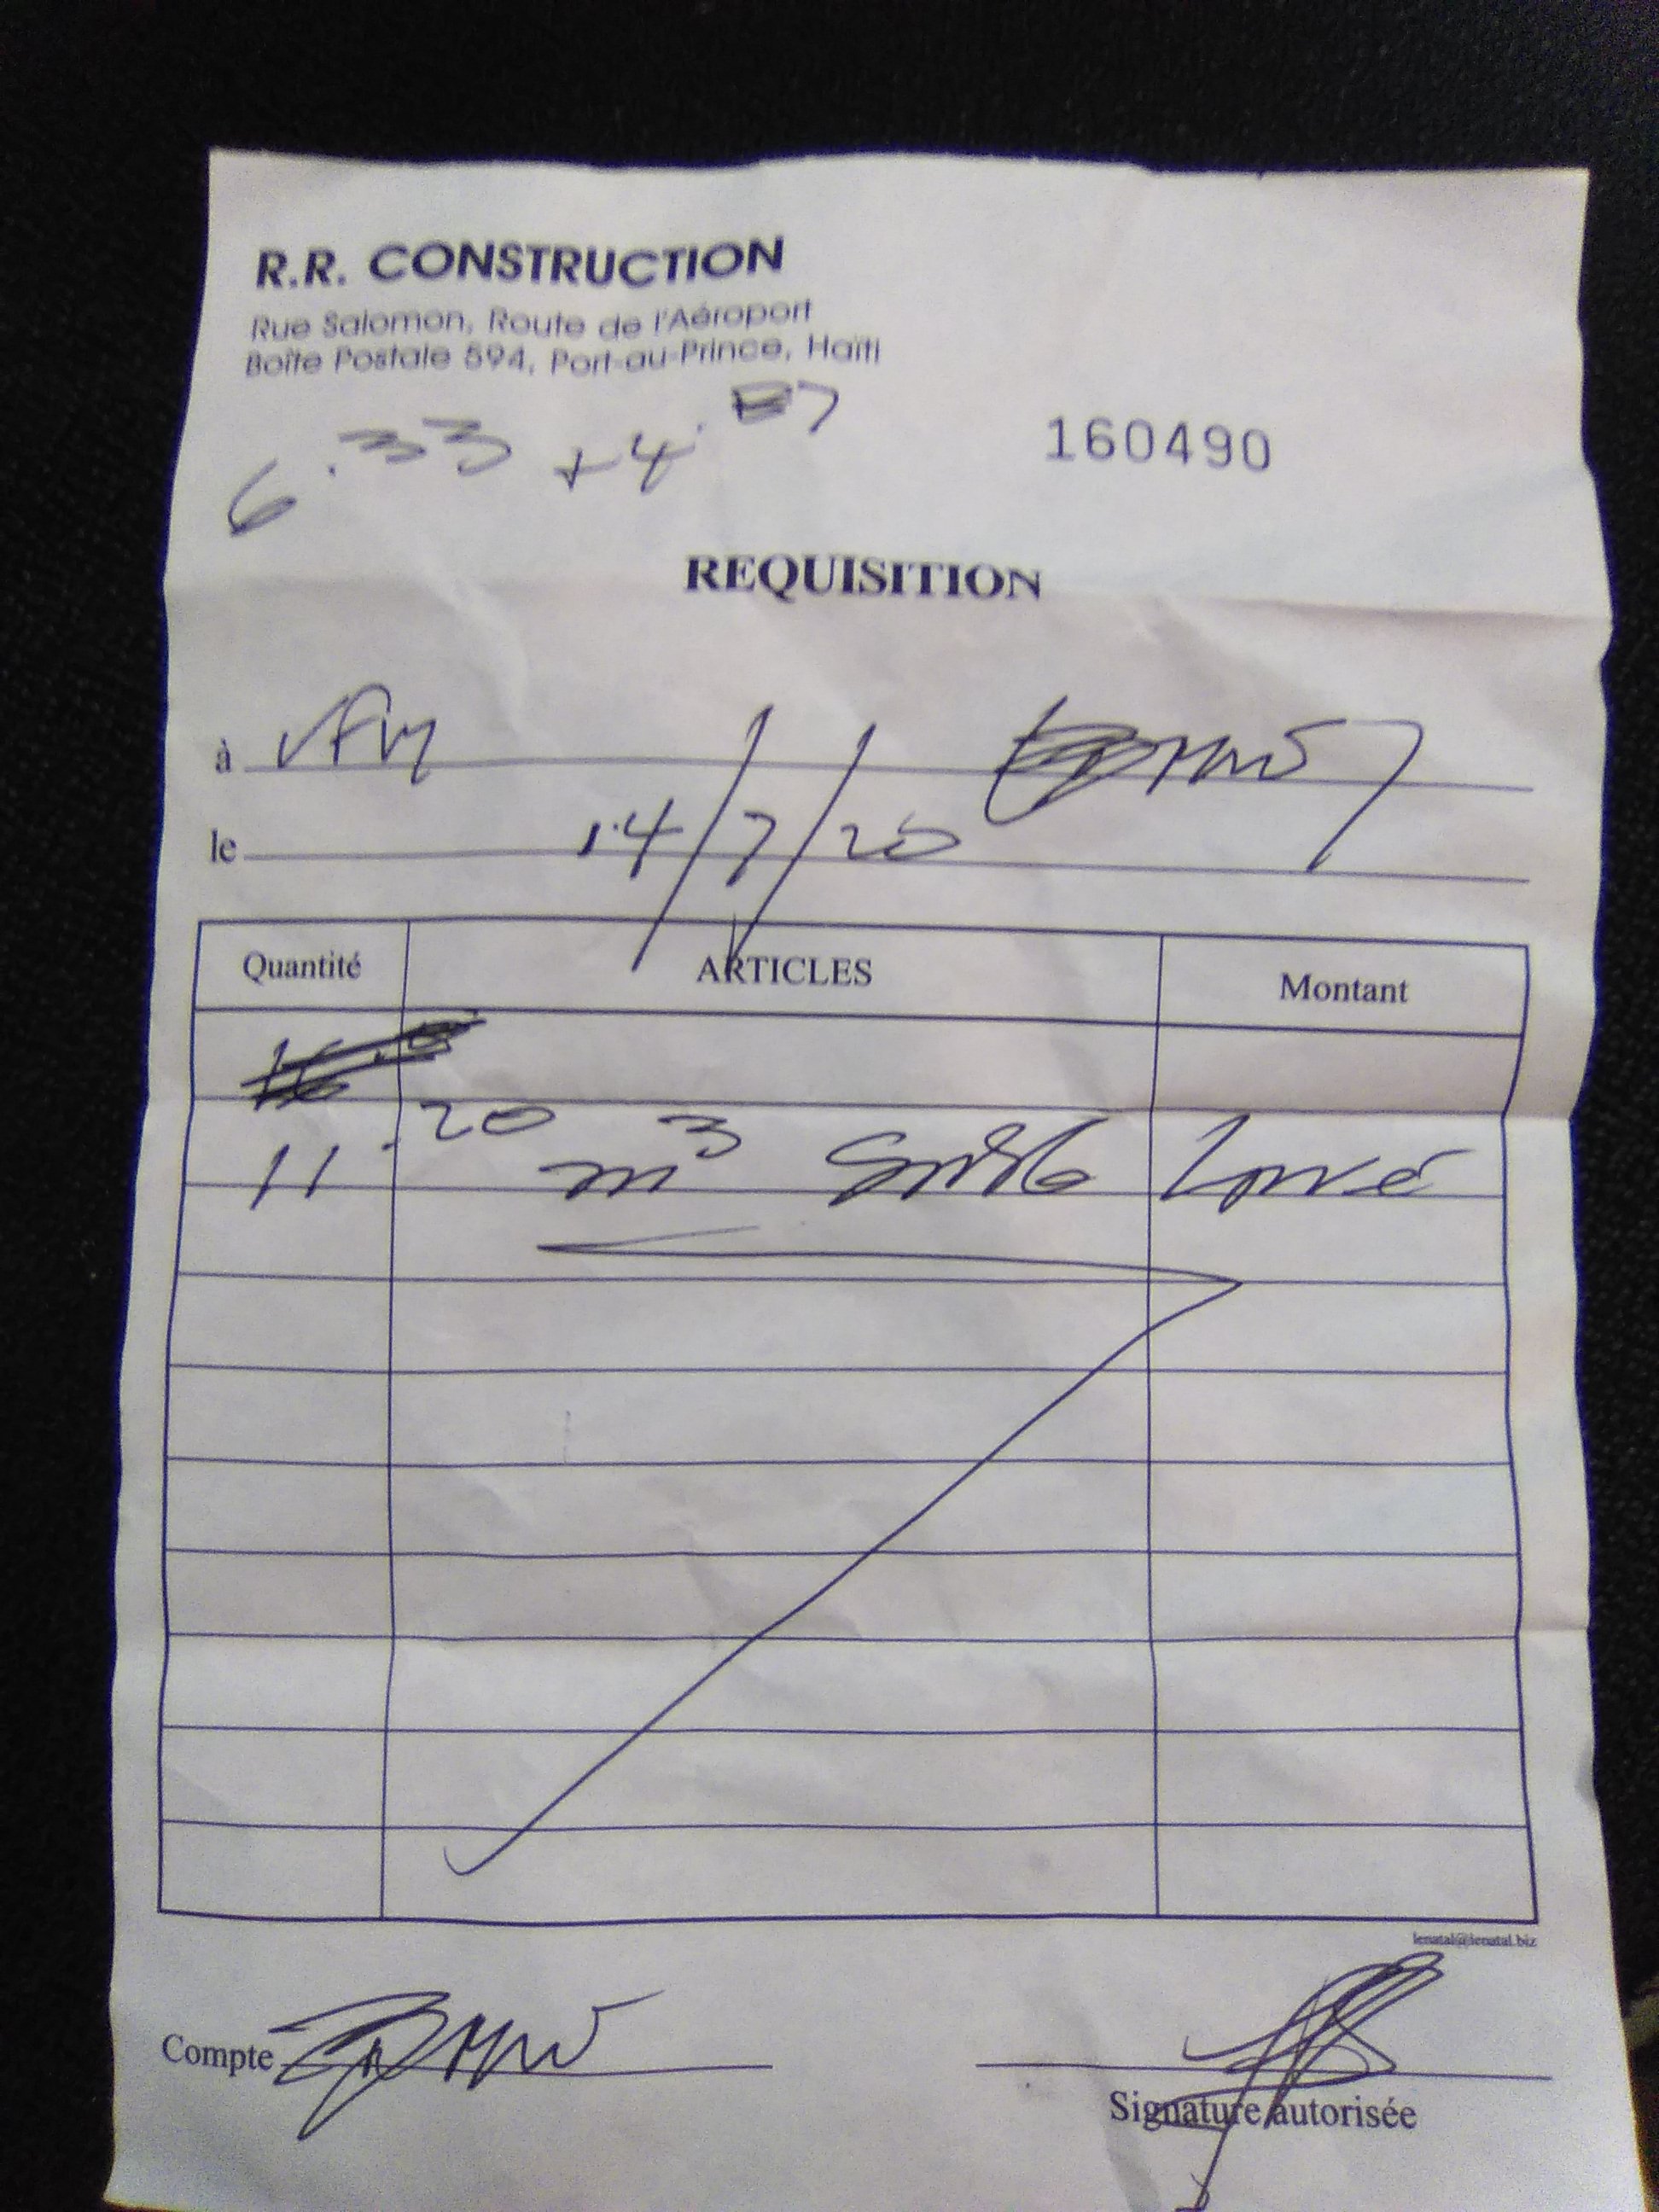 R.R. CONSTRUCTION
Rue Salomon, Route de l'Aéroport
Boîte Postale 594, Port-au-Prince, Haïti
6.33 + 4.87
160490
REQUISITION
à VFM
le 14/7/20
Quantité ARTICLES Montant
11.20 m³ Sable Lavé
lenatal@lenatal.biz
Compte
Signature autorisée